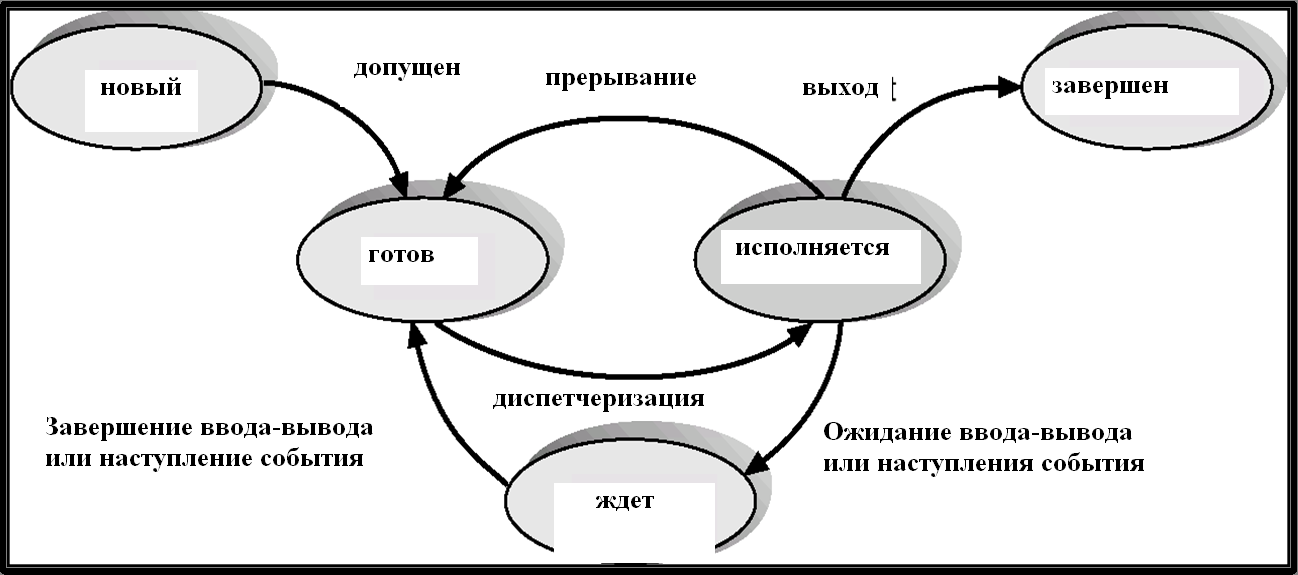 новый
допущен
прерывание
выход
завершен
готов
исполняется
диспетчеризация
Завершение ввода-вывода
или наступление события
Ожидание ввода-вывода
или наступления события
ждет